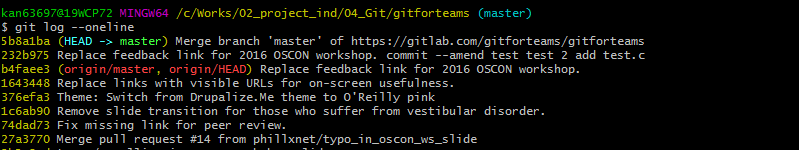 kan63697@19WCP72 MINGW64 /c/Works/02_project_ind/04_Git/gitforteams (master)
$ git log --oneline
5b8a1ba (HEAD -> master) Merge branch 'master' of https://gitlab.com/gitforteams/gitforteams
232b975 Replace feedback link for 2016 OSCON workshop. commit --amend test test 2 add test.c
b4faee3 (origin/master, origin/HEAD) Replace feedback link for 2016 OSCON workshop.
1643448 Replace links with visible URLs for on-screen usefulness.
376efa3 Theme: Switch from Drupalize.Me theme to O'Reilly pink
1c6ab90 Remove slide transition for those who suffer from vestibular disorder.
74dad73 Fix missing link for peer review.
27a3770 Merge pull request #14 from phillxnet/typo_in_oscon_ws_slide